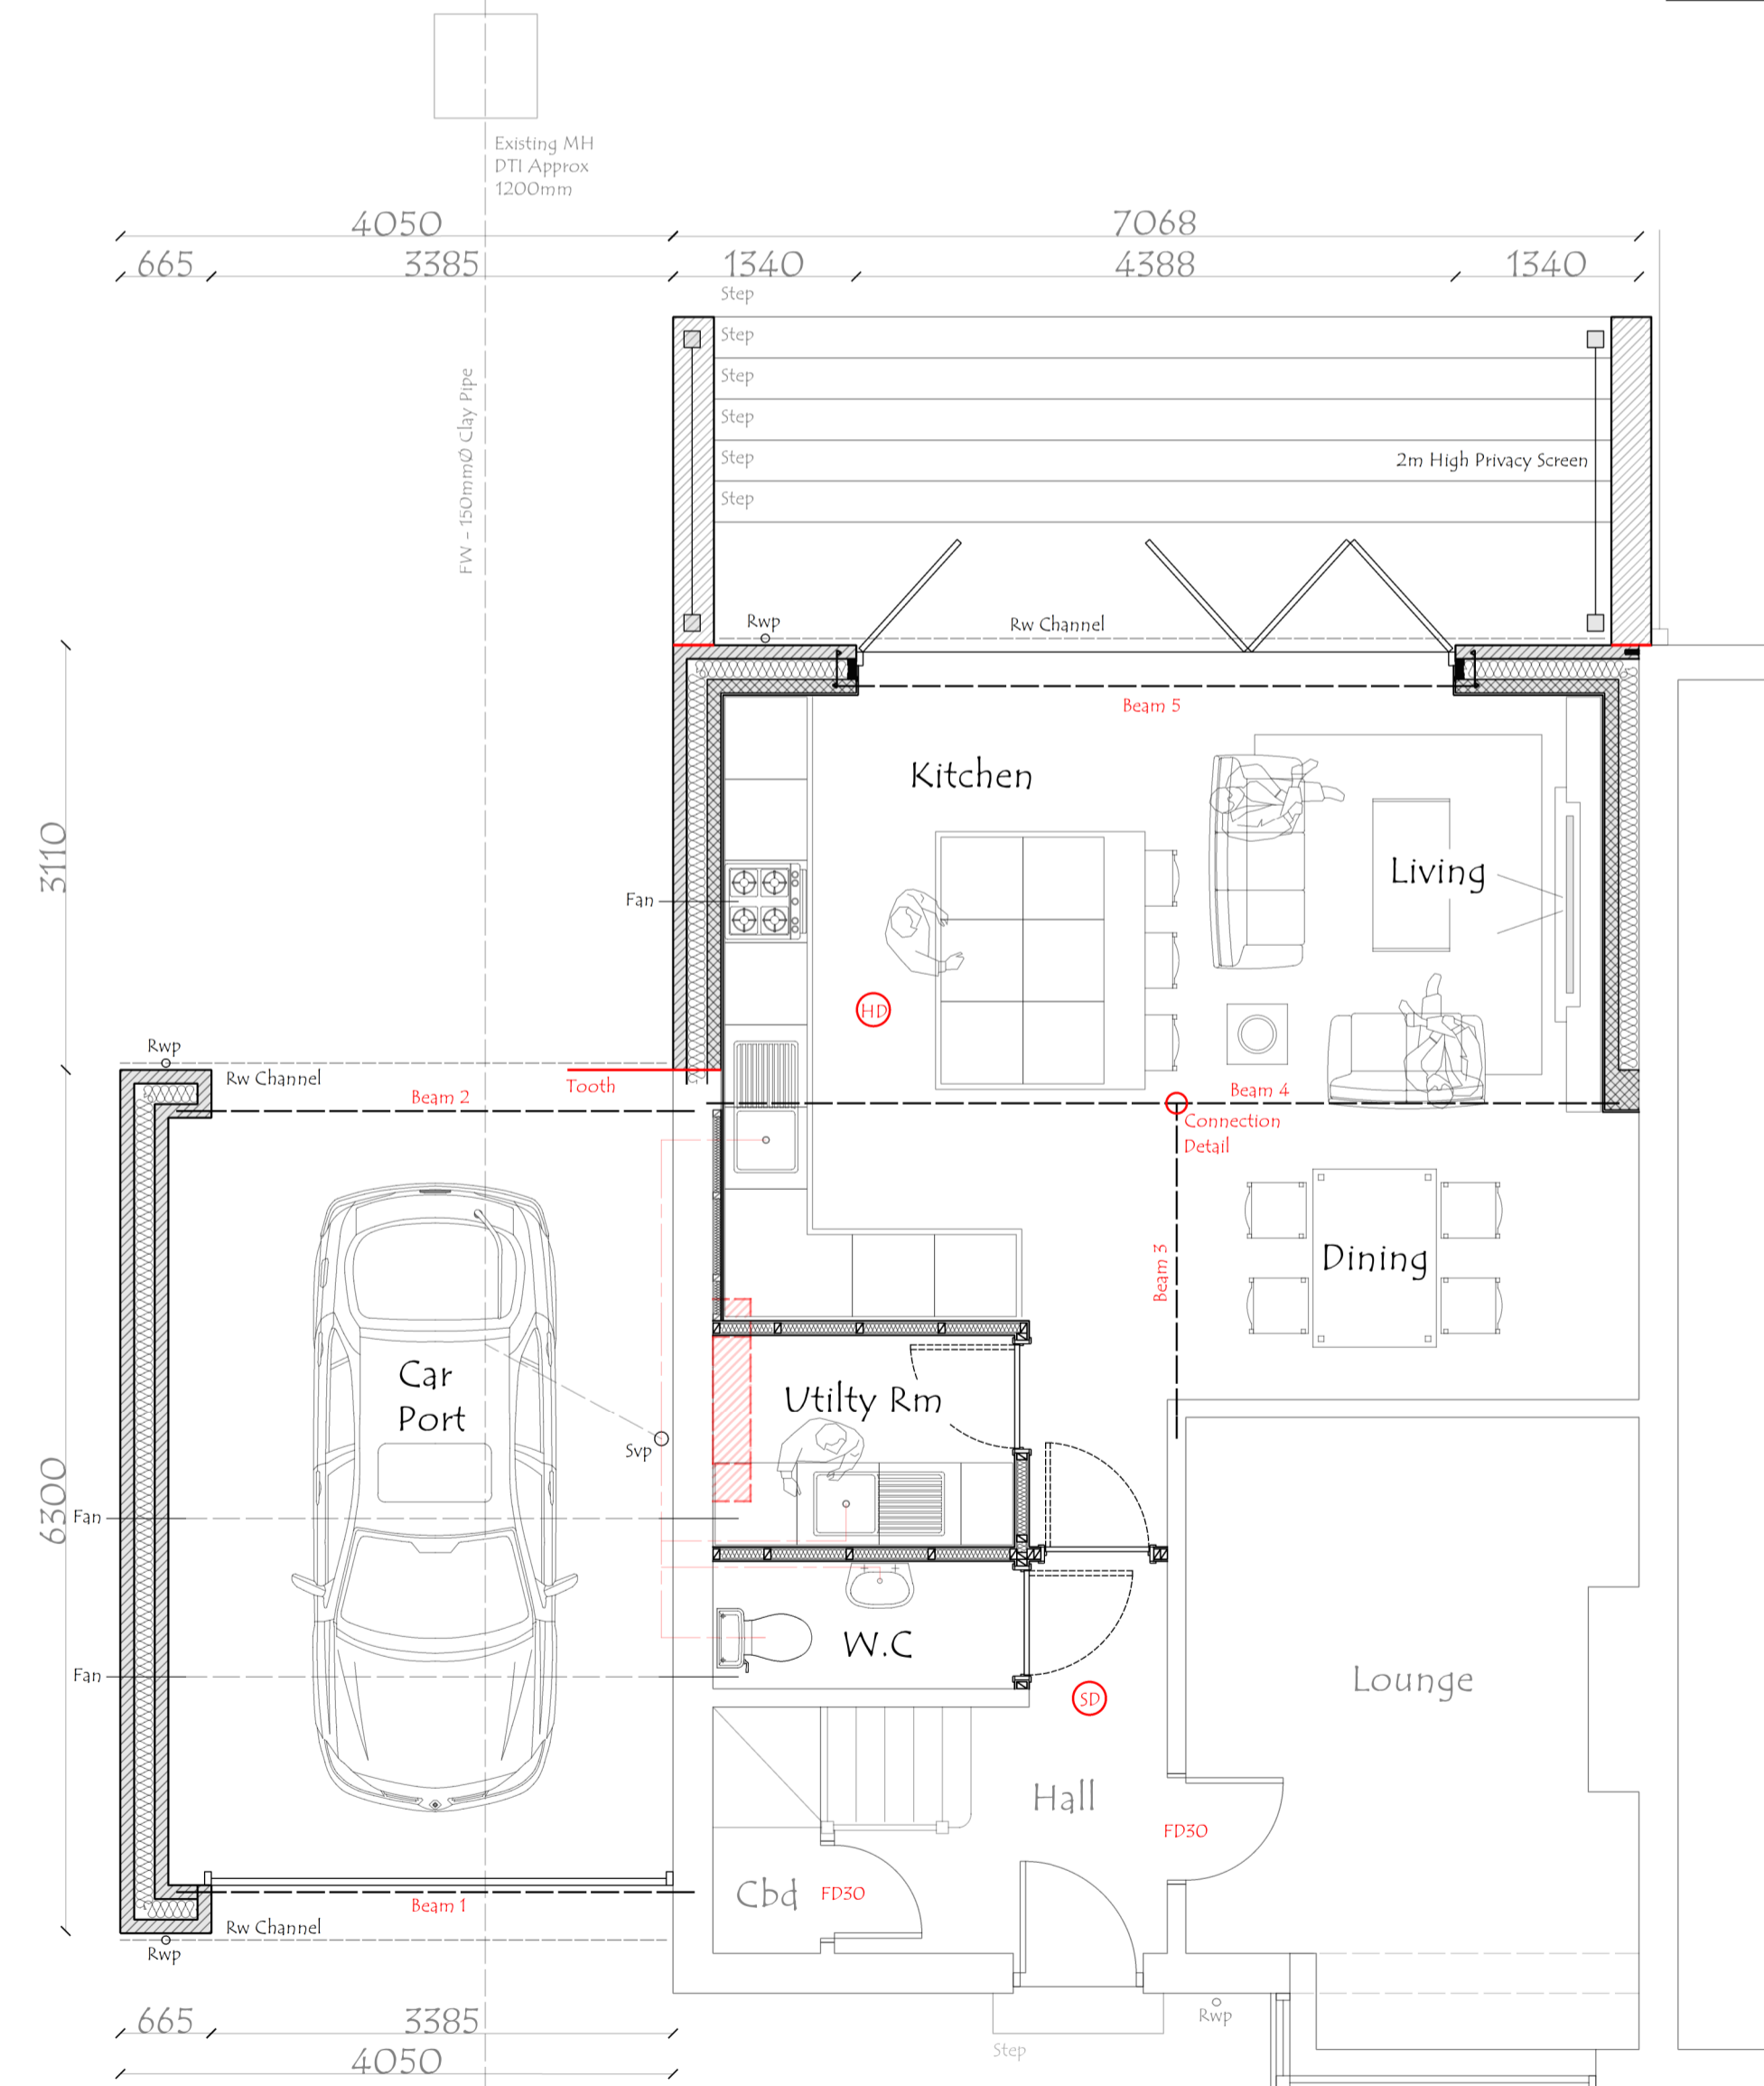 Existing MH
DTI Approx
1200mm
4050
7068
665
3385
1340
4388
1340
Step
Step
Step
Step
Step
Step
FW - 150mmØ Clay Pipe
2m High Privacy Screen
Rwp
Rw Channel
Beam 5
Kitchen
Living
3110
Fan
HD
Rwp
Rw Channel
Beam 2
Tooth
Beam 4
Connection
Detail
Beam 3
Dining
Car
Port
Utilty Rm
Svp
6300
Fan
W.C
Fan
SD
Lounge
Hall
FD30
Cbd
FD30
Beam 1
Rw Channel
Rwp
Rwp
Step
665
3385
4050